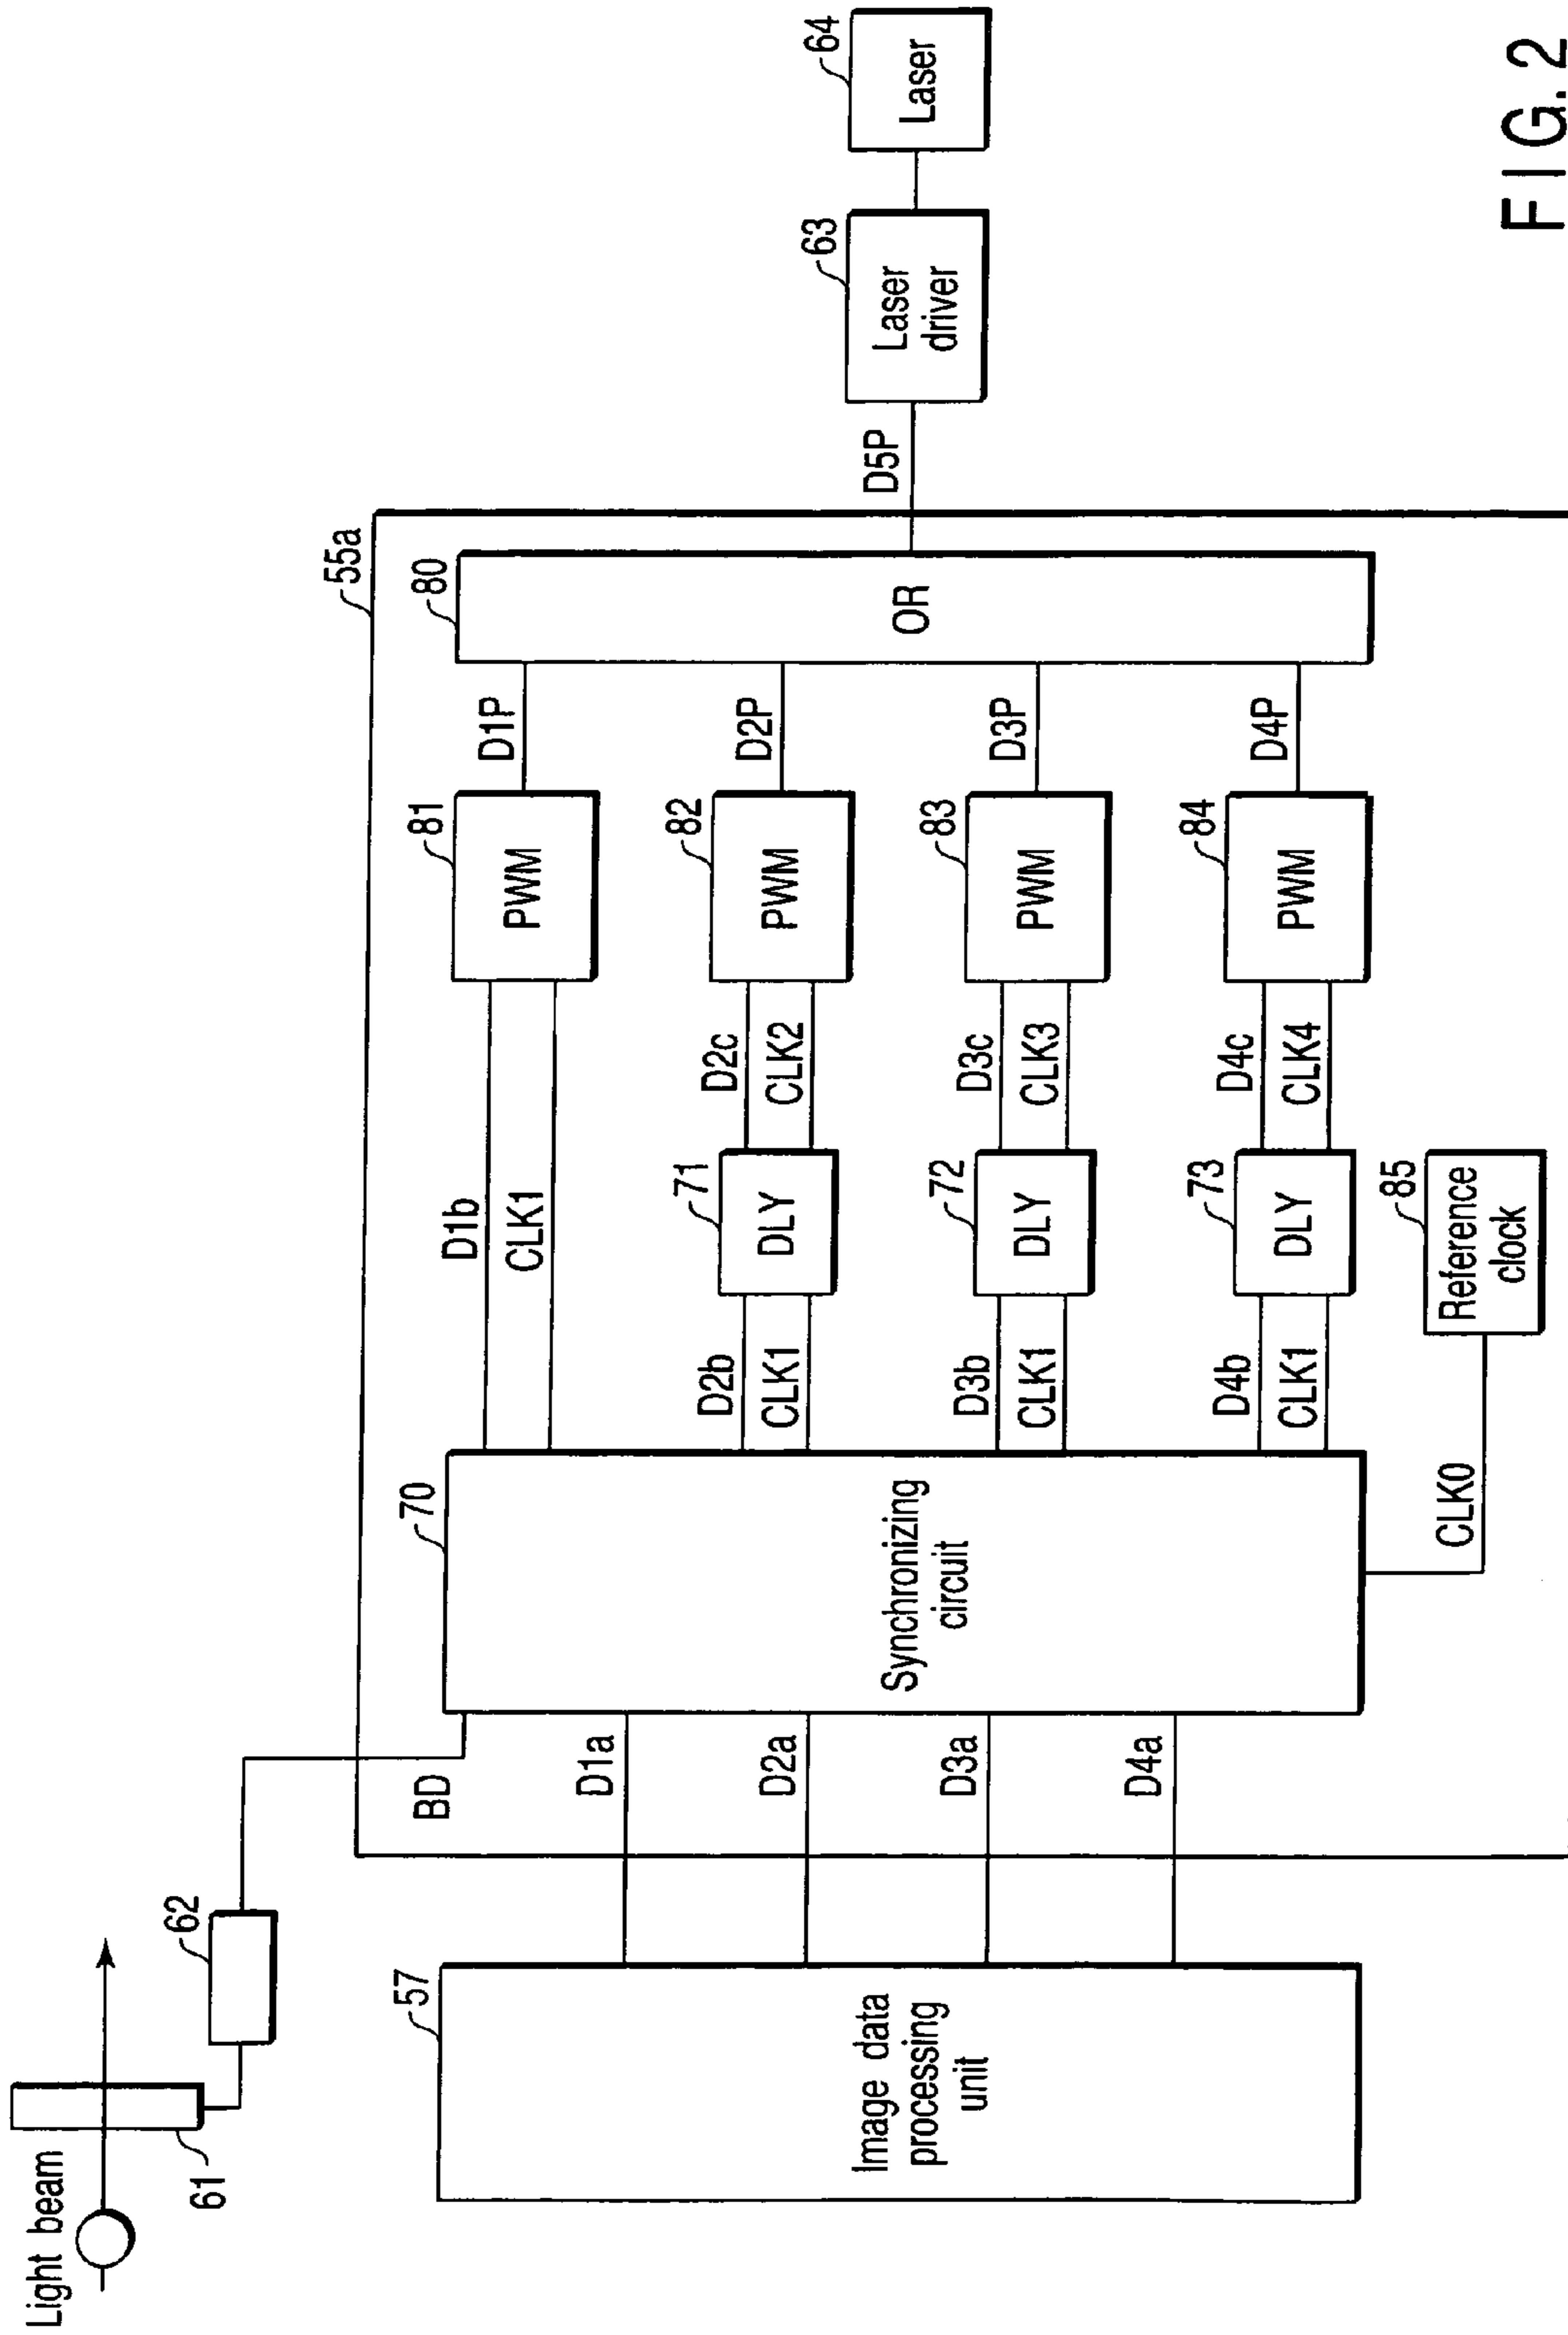 Light beam
61
62
BD
55a
57
Image data
processing
unit
D1a
D2a
D3a
D4a
70
Synchronizing
circuit
D1b
CLK1
D2b
CLK1
D3b
CLK1
D4b
CLK1
CLK0
85
Reference
clock
71
DLY
72
DLY
73
DLY
D2c
CLK2
D3c
CLK3
D4c
CLK4
81
PWM
82
PWM
83
PWM
84
PWM
D1P
D2P
D3P
D4P
80
OR
D5P
63
Laser
driver
64
Laser
FIG. 2